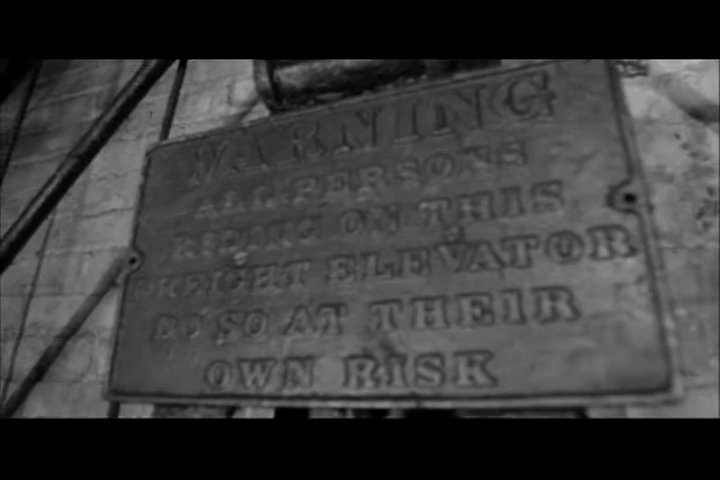 WARNING
ALL PERSONS
RIDING ON THIS
FREIGHT ELEVATOR
DO SO AT THEIR
OWN RISK